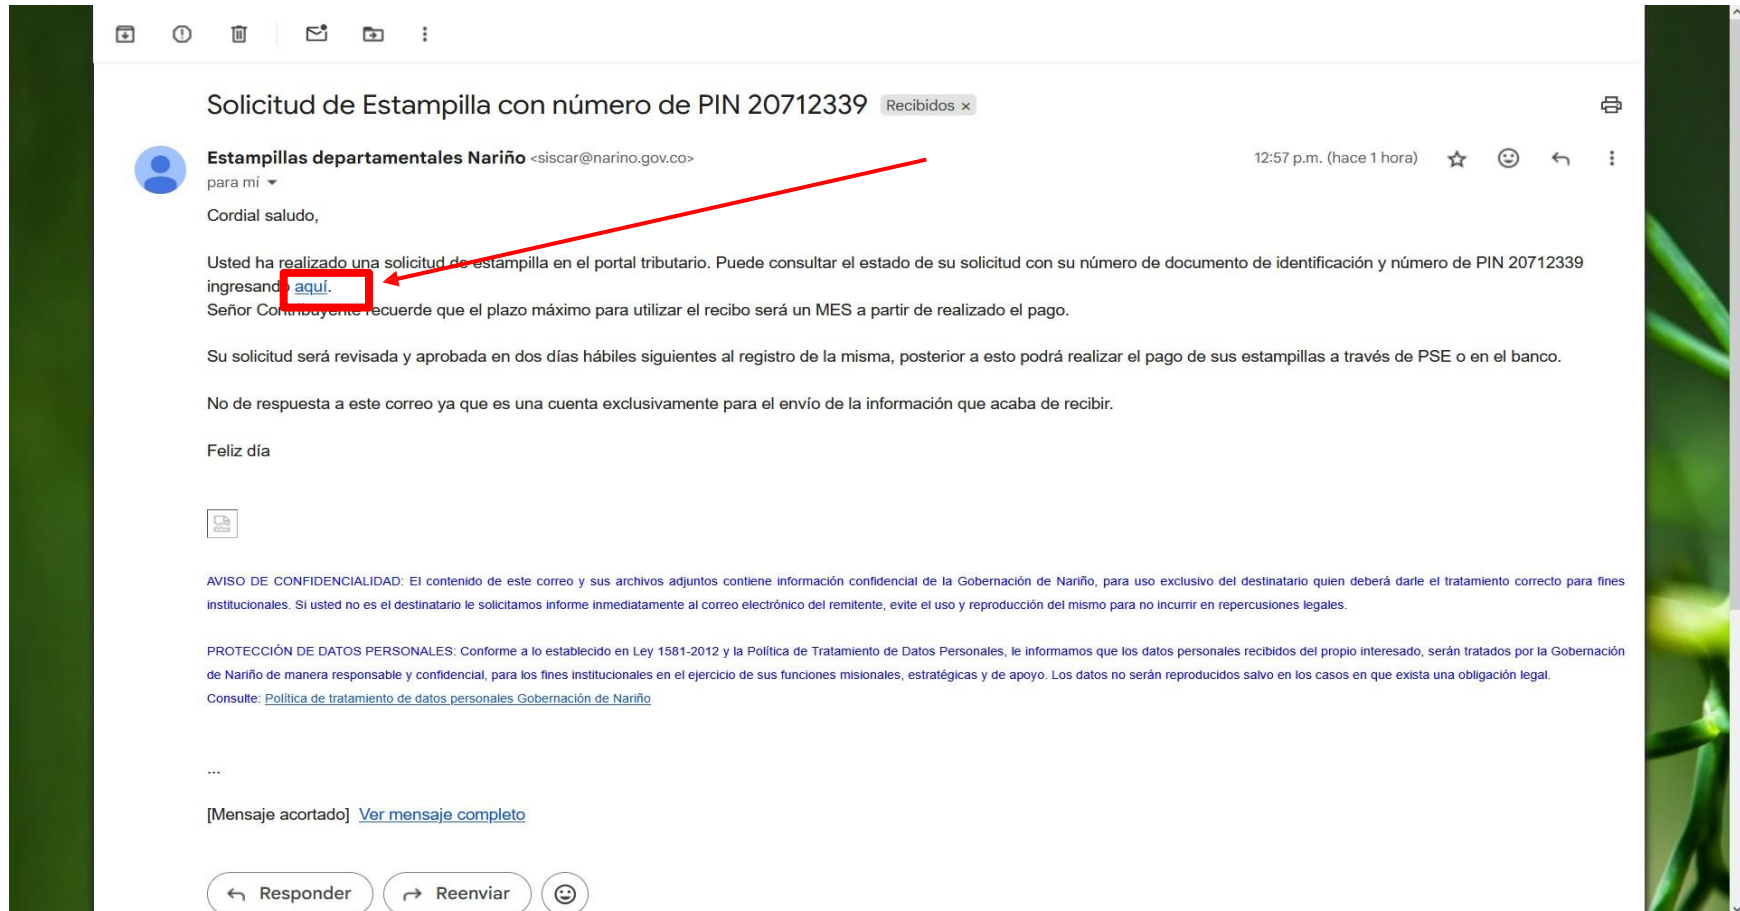 Solicitud de Estampilla con número de PIN 20712339 Recibidos ×
Estampillas departamentales Nariño <siscar@narino.gov.co> 12:57 p.m. (hace 1 hora)
para mí
Cordial saludo,
Usted ha realizado una solicitud de estampilla en el portal tributario. Puede consultar el estado de su solicitud con su número de documento de identificación y número de PIN 20712339
ingresando aquí.
Señor Contribuyente recuerde que el plazo máximo para utilizar el recibo será un MES a partir de realizado el pago.
Su solicitud será revisada y aprobada en dos días hábiles siguientes al registro de la misma, posterior a esto podrá realizar el pago de sus estampillas a través de PSE o en el banco.
No de respuesta a este correo ya que es una cuenta exclusivamente para el envío de la información que acaba de recibir.
Feliz día
AVISO DE CONFIDENCIALIDAD: El contenido de este correo y sus archivos adjuntos contiene información confidencial de la Gobernación de Nariño, para uso exclusivo del destinatario quien deberá darle el tratamiento correcto para fines
institucionales. Si usted no es el destinatario le solicitamos informe inmediatamente al correo electrónico del remitente, evite el uso y reproducción del mismo para no incurrir en repercusiones legales.
PROTECCIÓN DE DATOS PERSONALES: Conforme a lo establecido en Ley 1581-2012 y la Política de Tratamiento de Datos Personales, le informamos que los datos personales recibidos del propio interesado, serán tratados por la Gobernación
de Nariño de manera responsable y confidencial, para los fines institucionales en el ejercicio de sus funciones misionales, estratégicas y de apoyo. Los datos no serán reproducidos salvo en los casos en que exista una obligación legal.
Consulte: Política de tratamiento de datos personales Gobernación de Nariño
...
[Mensaje acortado] Ver mensaje completo
Responder Reenviar